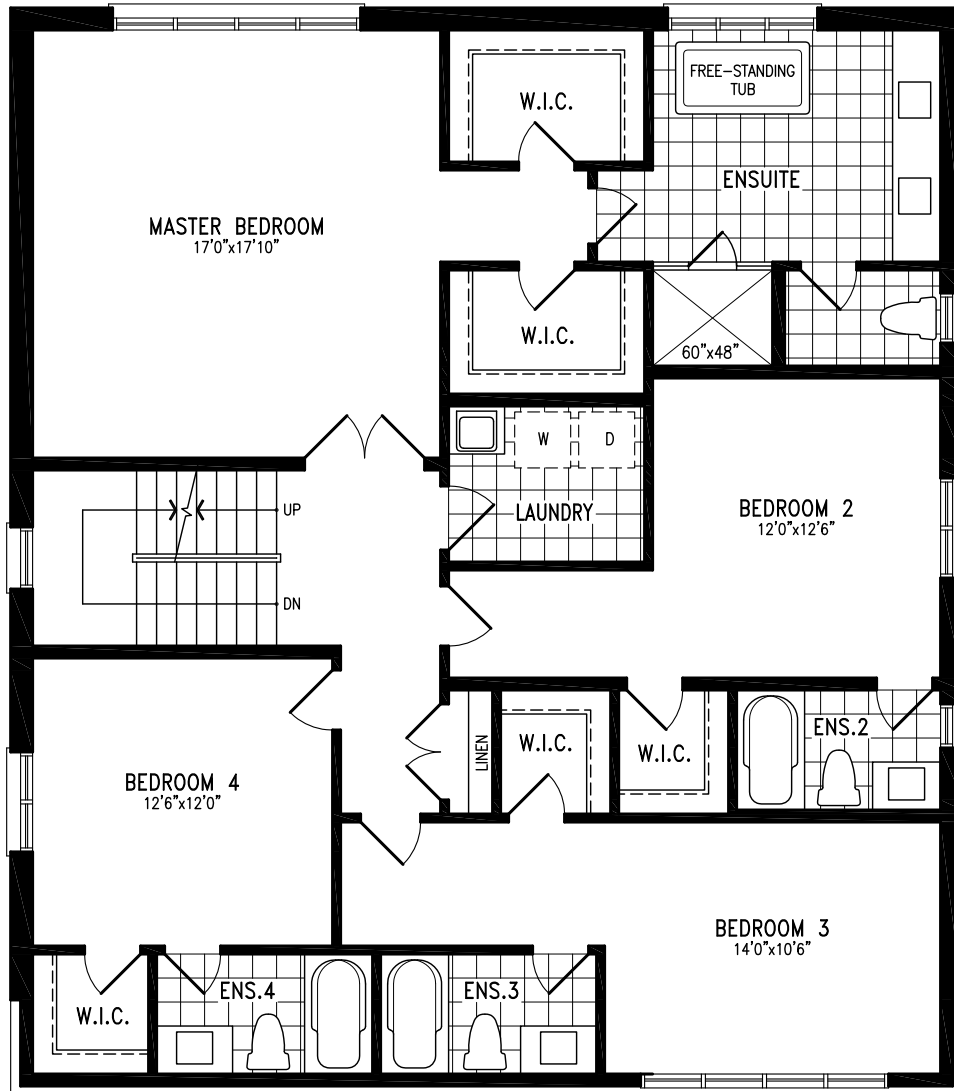 FREE-STANDING
TUB
W.I.C.
ENSUITE
MASTER BEDROOM
17'0"x17'10"
W.I.C.
60"x48"
W
D
UP
LAUNDRY
BEDROOM 2
12'0"x12'6"
DN
LINEN
W.I.C.
W.I.C.
ENS.2
BEDROOM 4
12'6"x12'0"
BEDROOM 3
14'0"x10'6"
W.I.C.
ENS.4
ENS.3